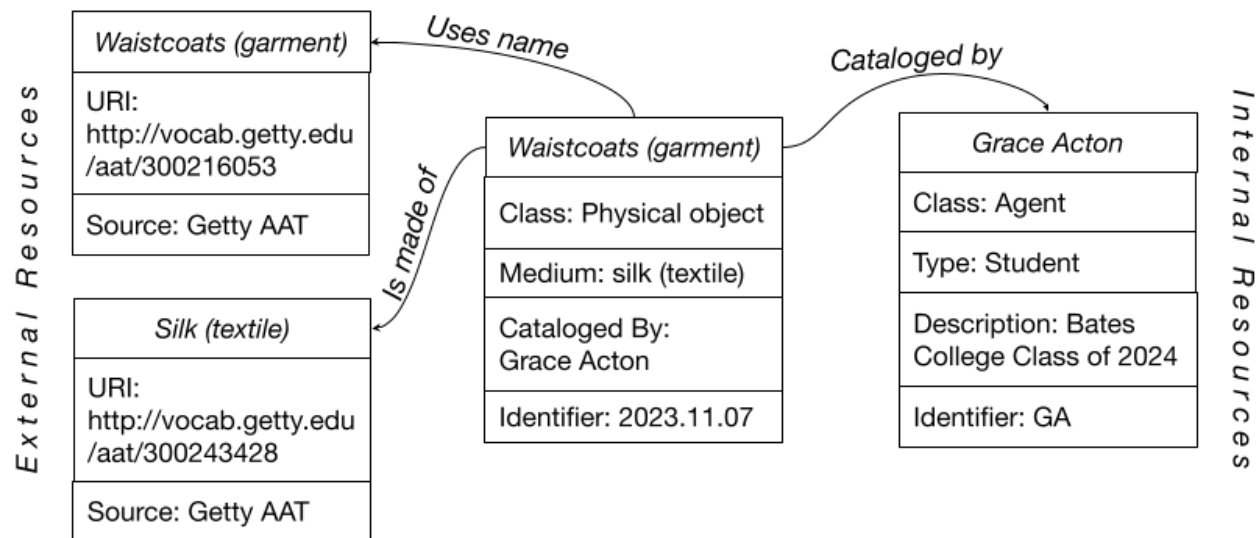 External Resources
Waistcoats (garment)
URI:
http://vocab.getty.edu
/aat/300216053
Source: Getty AAT
Silk (textile)
URI:
http://vocab.getty.edu
/aat/300243428
Source: Getty AAT
Uses name
Is made of
Waistcoats (garment)
Class: Physical object
Medium: silk (textile)
Cataloged By:
Grace Acton
Identifier: 2023.11.07
Cataloged by
Grace Acton
Class: Agent
Type: Student
Description: Bates
College Class of 2024
Identifier: GA
Internal Resources